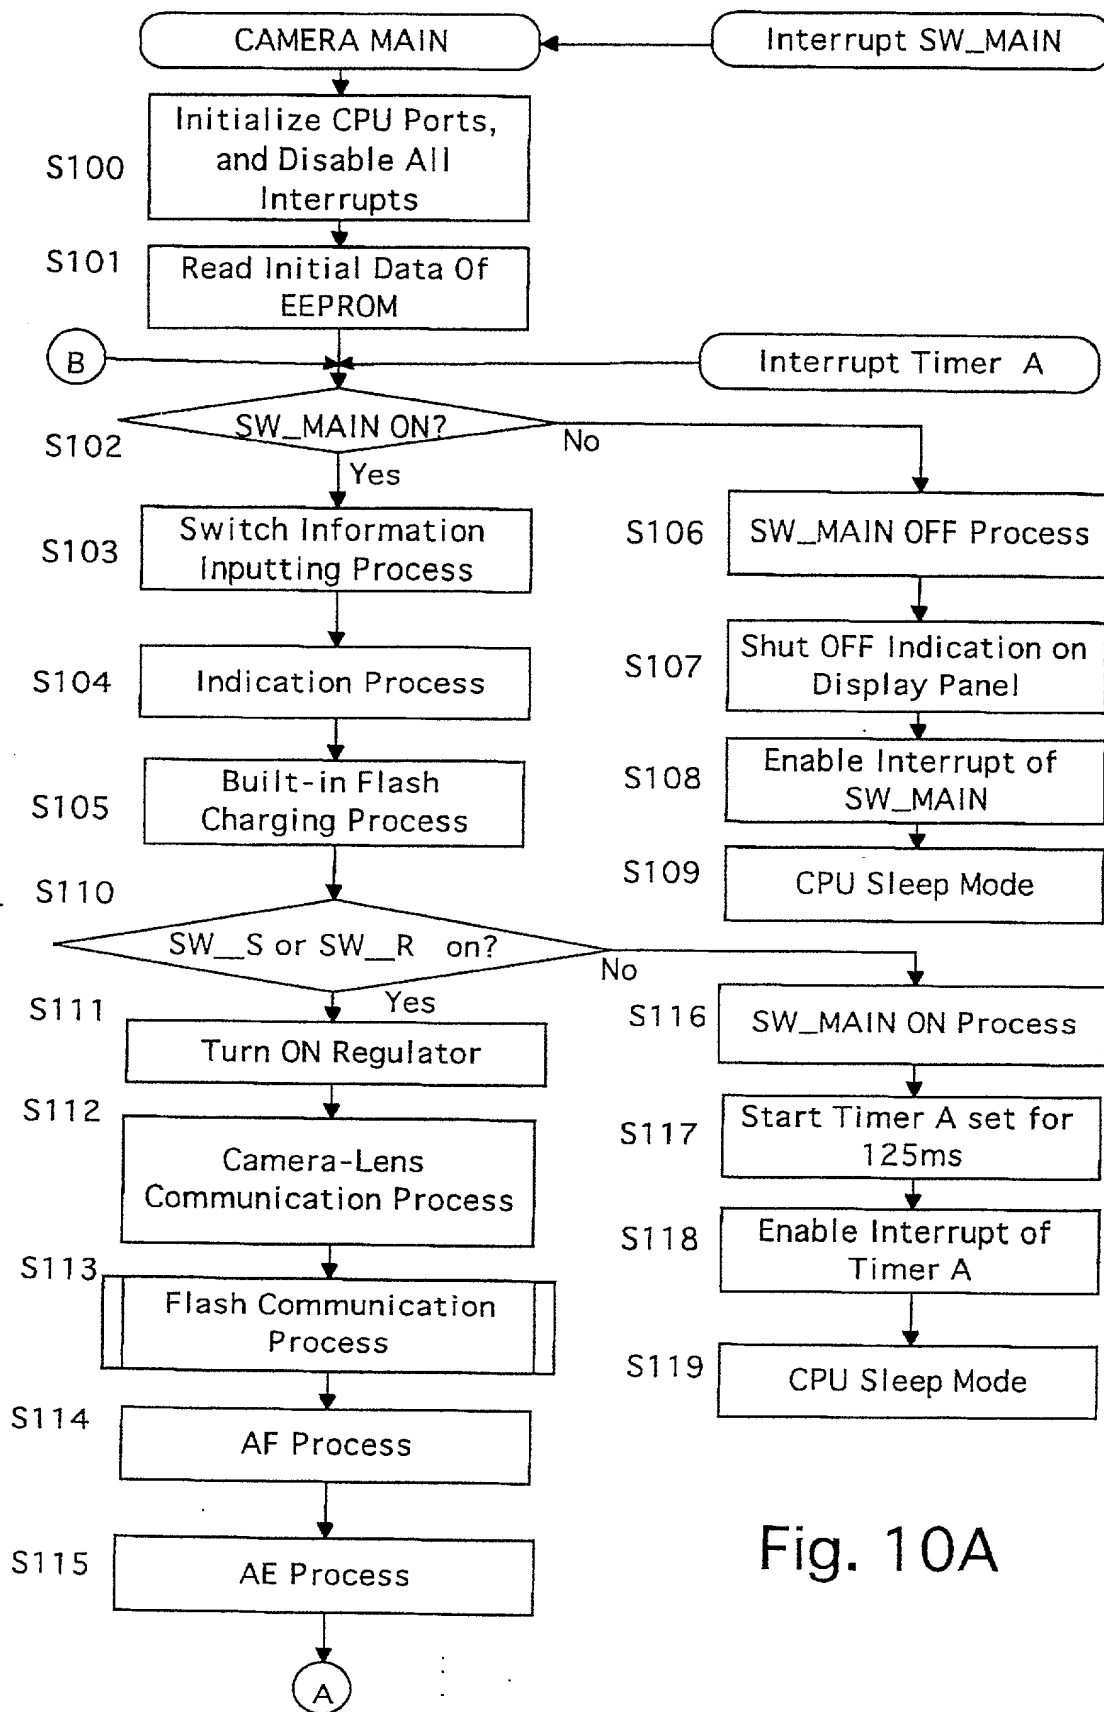 CAMERA MAIN
Interrupt SW_MAIN
S100
Initialize CPU Ports,
and Disable All
Interrupts
S101
Read Initial Data Of
EEPROM
B
Interrupt Timer A
S102
SW_MAIN ON?
No
Yes
S103
Switch Information
Inputting Process
S106
SW_MAIN OFF Process
S104
Indication Process
S107
Shut OFF Indication on
Display Panel
S105
Built-in Flash
Charging Process
S108
Enable Interrupt of
SW_MAIN
S109
CPU Sleep Mode
S110
SW__S or SW__R on?
No
Yes
S111
Turn ON Regulator
S116
SW_MAIN ON Process
S112
Camera-Lens
Communication Process
S117
Start Timer A set for
125ms
S113
Flash Communication
Process
S118
Enable Interrupt of
Timer A
S114
AF Process
S119
CPU Sleep Mode
S115
AE Process
A
Fig. 10A